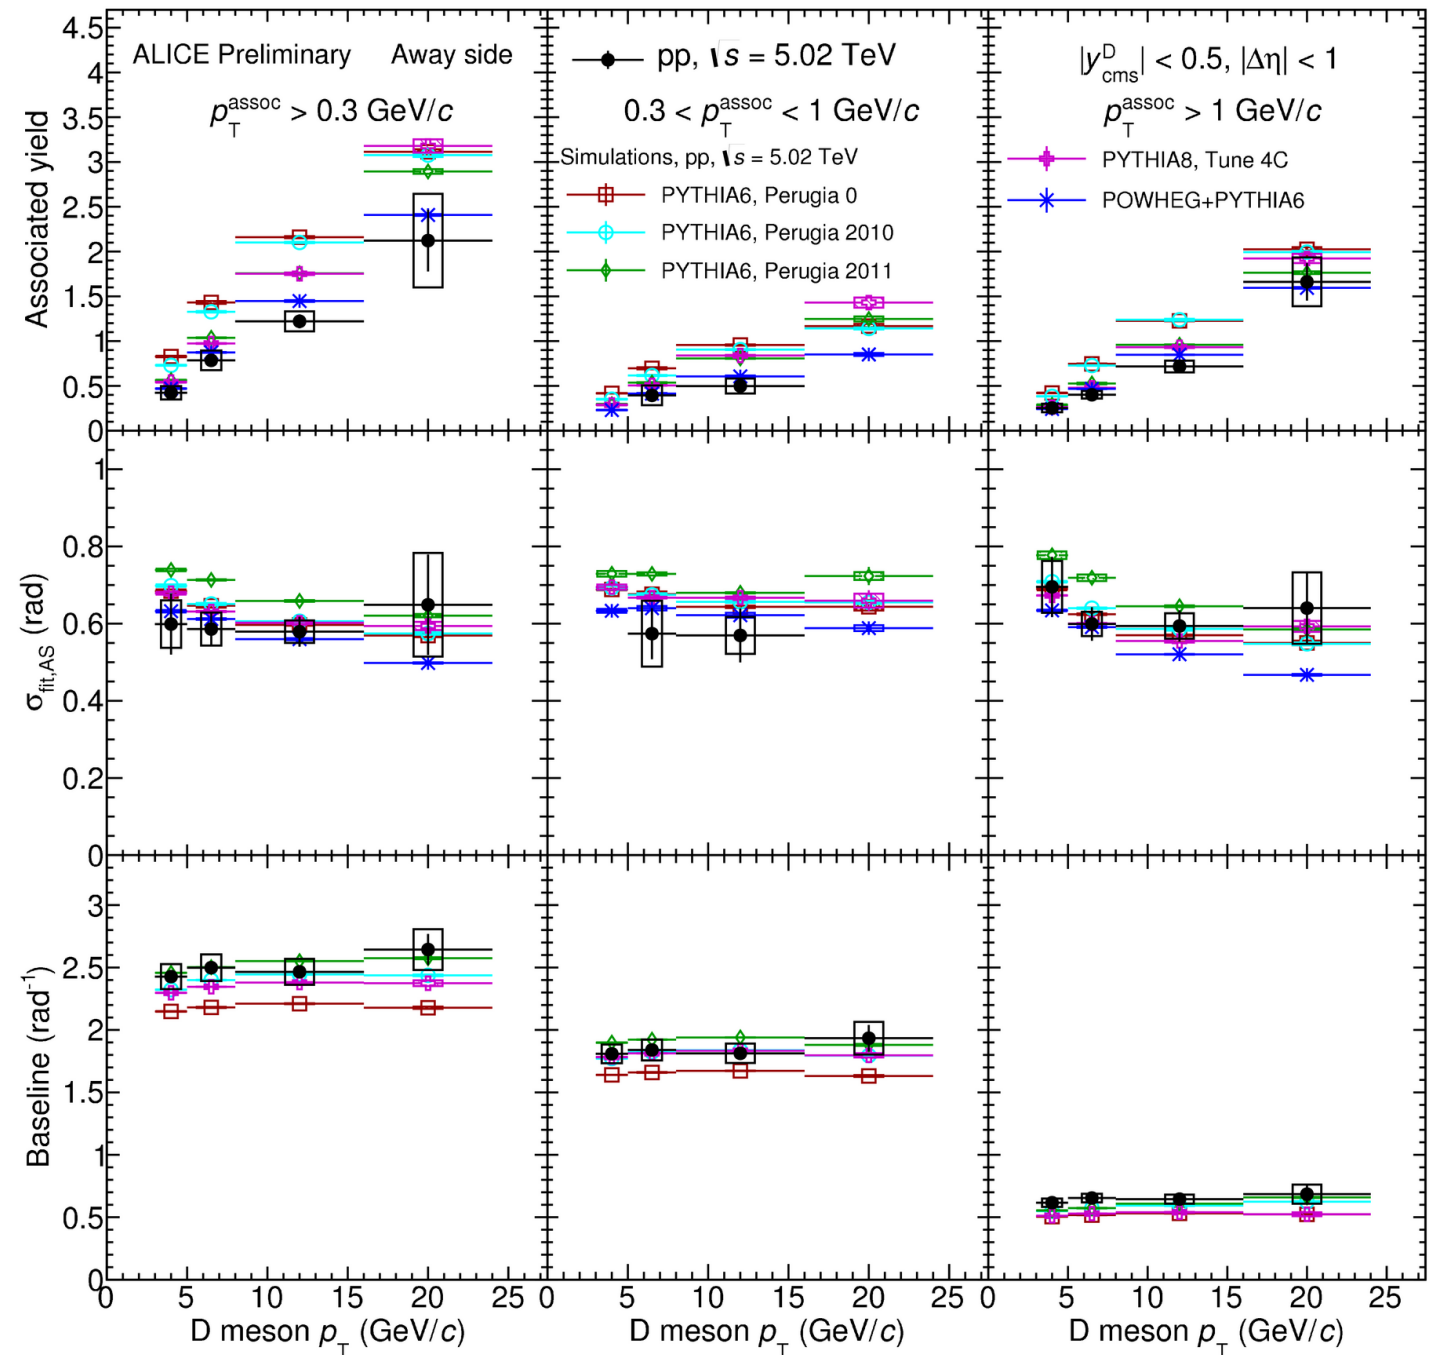 ALICE Preliminary Away side
p_T^assoc > 0.3 GeV/c
pp, √s = 5.02 TeV
0.3 < p_T^assoc < 1 GeV/c
Simulations, pp, √s = 5.02 TeV
PYTHIA6, Perugia 0
PYTHIA6, Perugia 2010
PYTHIA6, Perugia 2011
|y_cms^D| < 0.5, |Δη| < 1
p_T^assoc > 1 GeV/c
PYTHIA8, Tune 4C
POWHEG+PYTHIA6
Associated yield
4.5
4
3.5
3
2.5
2
1.5
1
0.5
0
σ_fit,AS (rad)
1
0.8
0.6
0.4
0.2
0
Baseline (rad⁻¹)
3
2.5
2
1.5
1
0.5
0
0 5 10 15 20 0 5 10 15 20 0 5 10 15 20 25
D meson p_T (GeV/c) D meson p_T (GeV/c) D meson p_T (GeV/c)